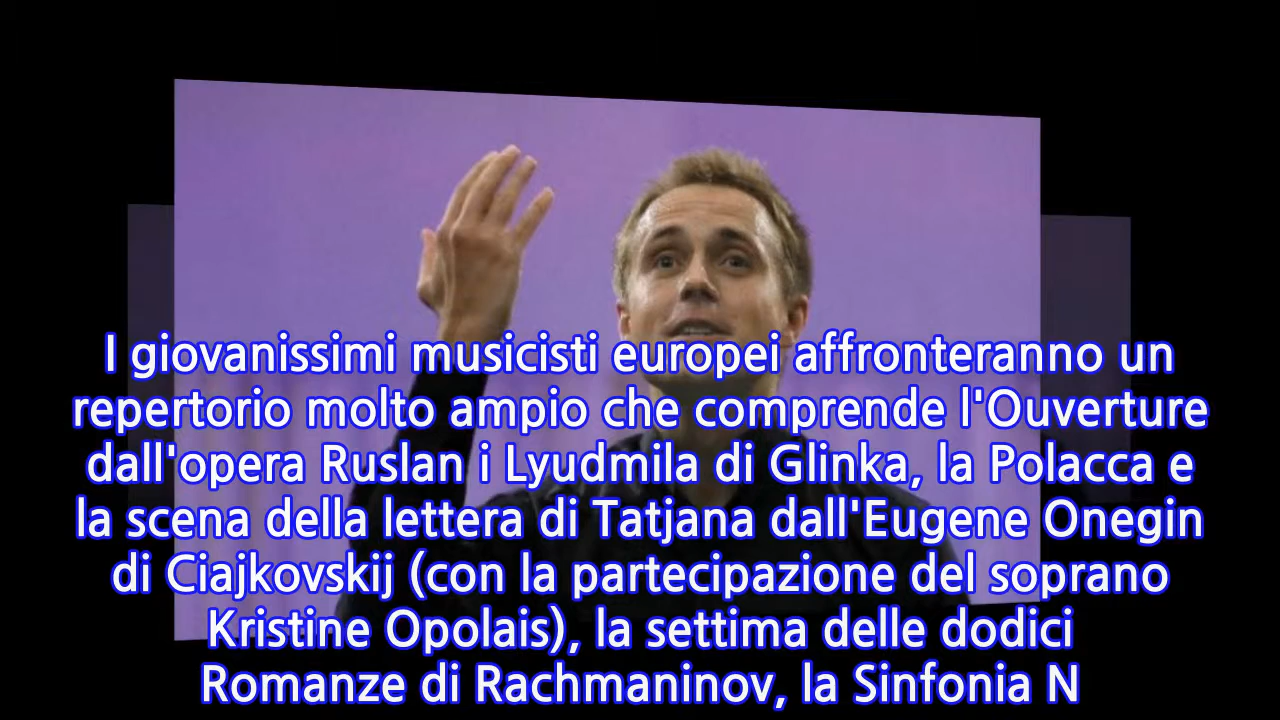 I giovanissimi musicisti europei affronteranno un
repertorio molto ampio che comprende l'Ouverture
dall'opera Ruslan i Lyudmila di Glinka, la Polacca e
la scena della lettera di Tatjana dall'Eugene Onegin
di Ciajkovskij (con la partecipazione del soprano
Kristine Opolais), la settima delle dodici
Romanze di Rachmaninov, la Sinfonia N